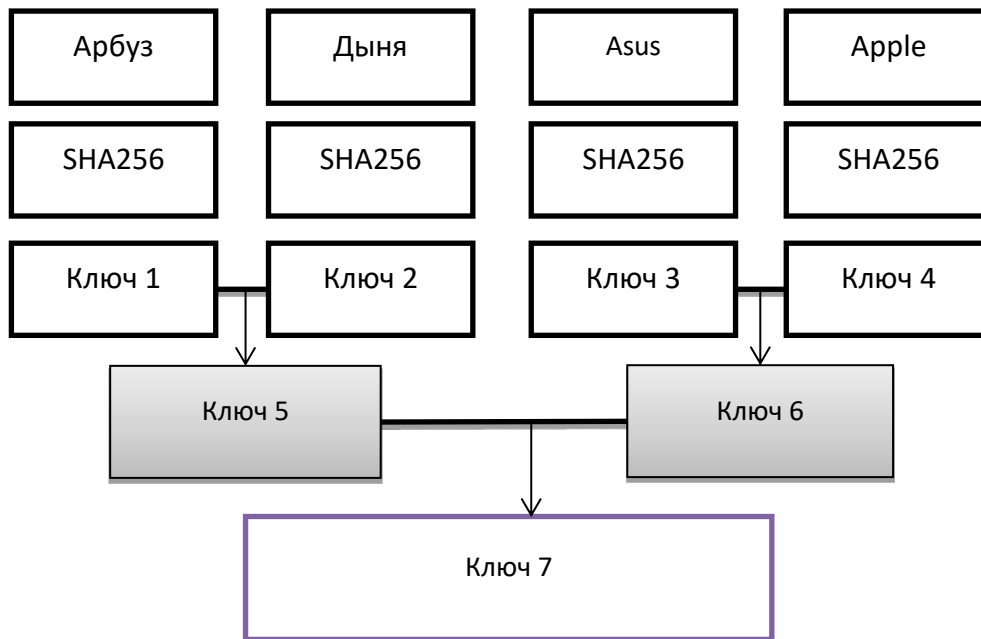 Арбуз
Дыня
Asus
Apple
SHA256
SHA256
SHA256
SHA256
Ключ 1
Ключ 2
Ключ 3
Ключ 4
Ключ 5
Ключ 6
Ключ 7